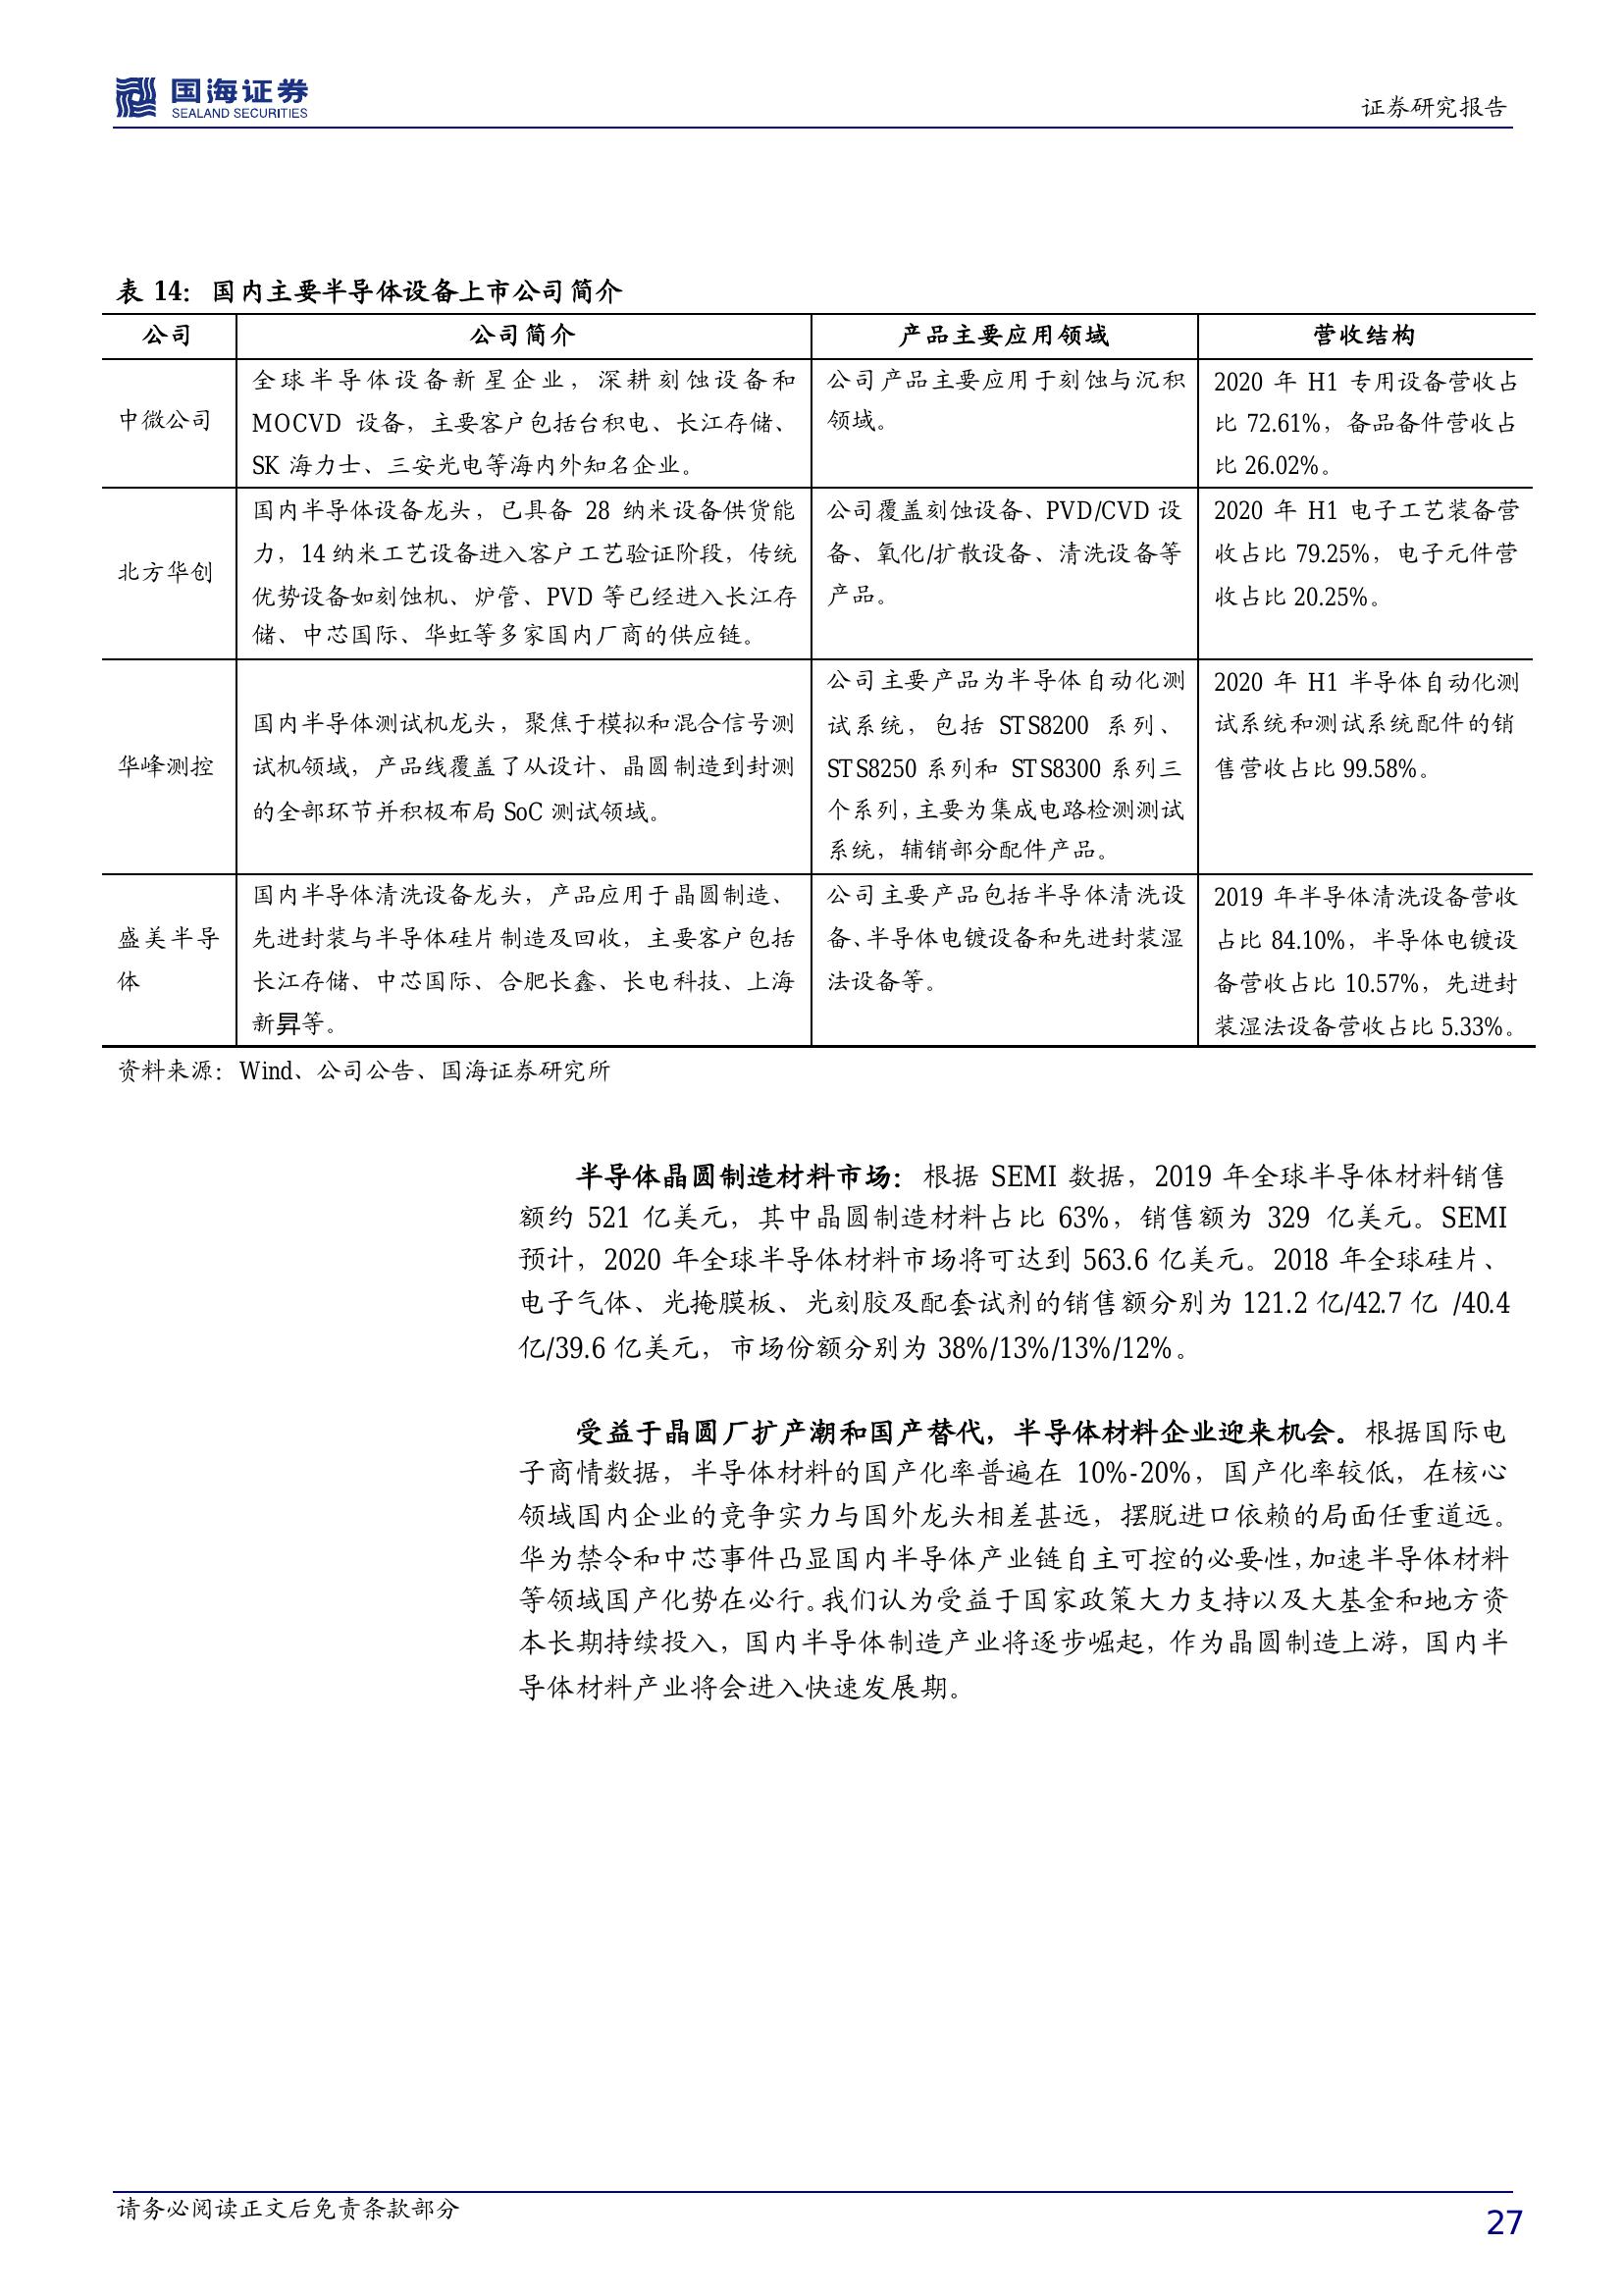 国海证券
SEALAND SECURITIES
证券研究报告
表 14：国内主要半导体设备上市公司简介
公司 公司简介 产品主要应用领域 营收结构
中微公司
全球半导体设备新星企业，深耕刻蚀设备和
MOCVD 设备，主要客户包括台积电、长江存储、
SK 海力士、三安光电等海内外知名企业。
公司产品主要应用于刻蚀与沉积
领域。
2020 年 H1 专用设备营收占
比 72.61%，备品备件营收占
比 26.02%。
北方华创
国内半导体设备龙头，已具备 28 纳米设备供货能
力，14 纳米工艺设备进入客户工艺验证阶段，传统
优势设备如刻蚀机、炉管、PVD 等已经进入长江存
储、中芯国际、华虹等多家国内厂商的供应链。
公司覆盖刻蚀设备、PVD/CVD 设
备、氧化/扩散设备、清洗设备等
产品。
2020 年 H1 电子工艺装备营
收占比 79.25%，电子元件营
收占比 20.25%。
华峰测控
国内半导体测试机龙头，聚焦于模拟和混合信号测
试机领域，产品线覆盖了从设计、晶圆制造到封测
的全部环节并积极布局 SoC 测试领域。
公司主要产品为半导体自动化测
试系统，包括 STS8200 系列、
STS8250 系列和 STS8300 系列三
个系列，主要为集成电路检测测试
系统，辅销部分配件产品。
2020 年 H1 半导体自动化测
试系统和测试系统配件的销
售营收占比 99.58%。
盛美半导
体
国内半导体清洗设备龙头，产品应用于晶圆制造、
先进封装与半导体硅片制造及回收，主要客户包括
长江存储、中芯国际、合肥长鑫、长电科技、上海
新昇等。
公司主要产品包括半导体清洗设
备、半导体电镀设备和先进封装湿
法设备等。
2019 年半导体清洗设备营收
占比 84.10%，半导体电镀设
备营收占比 10.57%，先进封
装湿法设备营收占比 5.33%。
资料来源：Wind、公司公告、国海证券研究所
半导体晶圆制造材料市场：根据 SEMI 数据，2019 年全球半导体材料销售
额约 521 亿美元，其中晶圆制造材料占比 63%，销售额为 329 亿美元。SEMI
预计，2020 年全球半导体材料市场将可达到 563.6 亿美元。2018 年全球硅片、
电子气体、光掩膜板、光刻胶及配套试剂的销售额分别为 121.2 亿/42.7 亿 /40.4
亿/39.6 亿美元，市场份额分别为 38%/13%/13%/12%。
受益于晶圆厂扩产潮和国产替代，半导体材料企业迎来机会。根据国际电
子商情数据，半导体材料的国产化率普遍在 10%-20%，国产化率较低，在核心
领域国内企业的竞争实力与国外龙头相差甚远，摆脱进口依赖的局面任重道远。
华为禁令和中芯事件凸显国内半导体产业链自主可控的必要性，加速半导体材料
等领域国产化势在必行。我们认为受益于国家政策大力支持以及大基金和地方资
本长期持续投入，国内半导体制造产业将逐步崛起，作为晶圆制造上游，国内半
导体材料产业将会进入快速发展期。
请务必阅读正文后免责条款部分
27